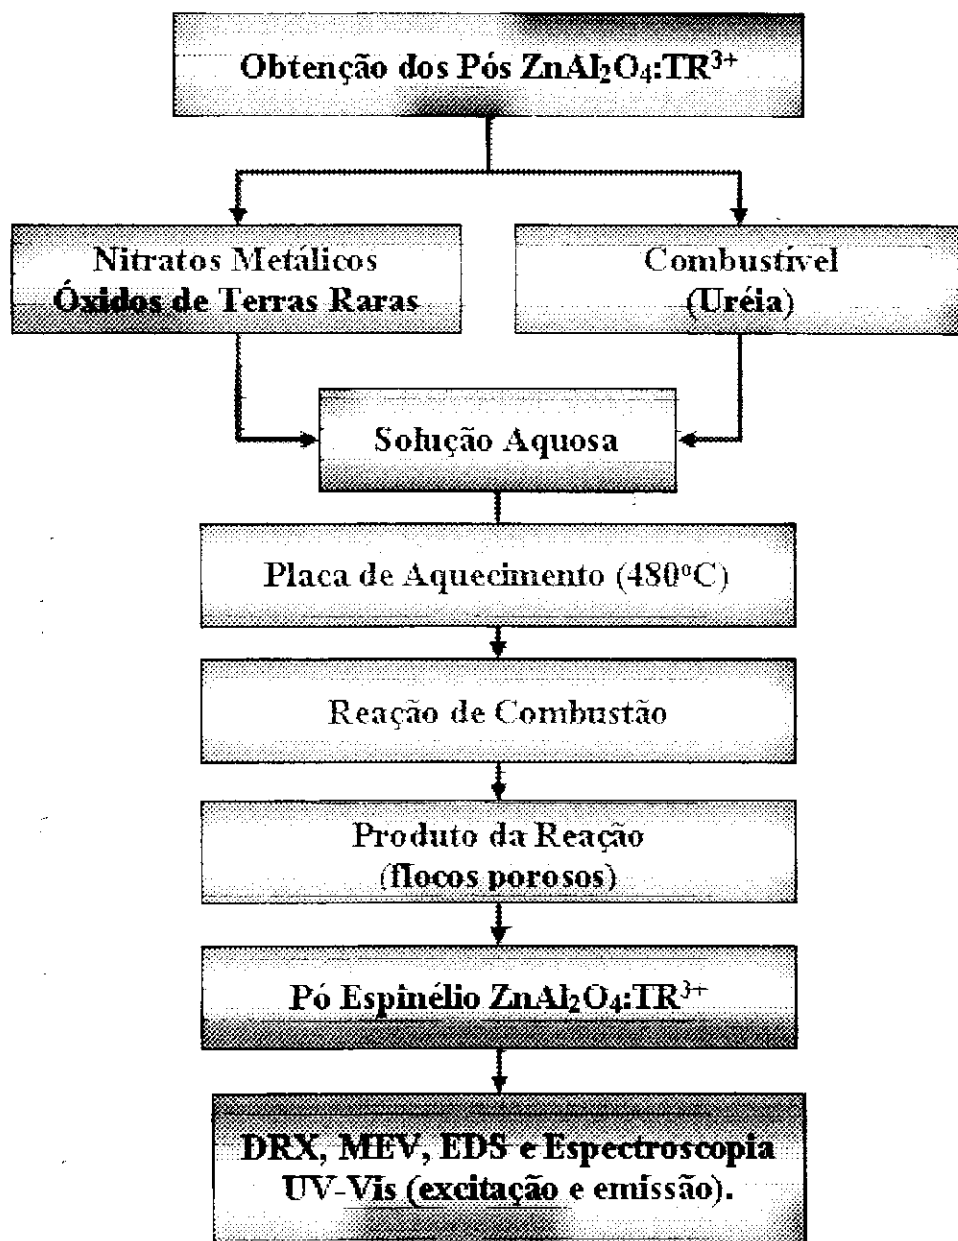 Obtenção dos Pós ZnAl₂O₄:TR³⁺
Nitratos Metálicos
Óxidos de Terras Raras
Combustível
(Uréia)
Solução Aquosa
Placa de Aquecimento (480ºC)
Reação de Combustão
Produto da Reação
(flocos porosos)
Pó Espinélio ZnAl₂O₄:TR³⁺
DRX, MEV, EDS e Espectroscopia
UV-Vis (excitação e emissão).